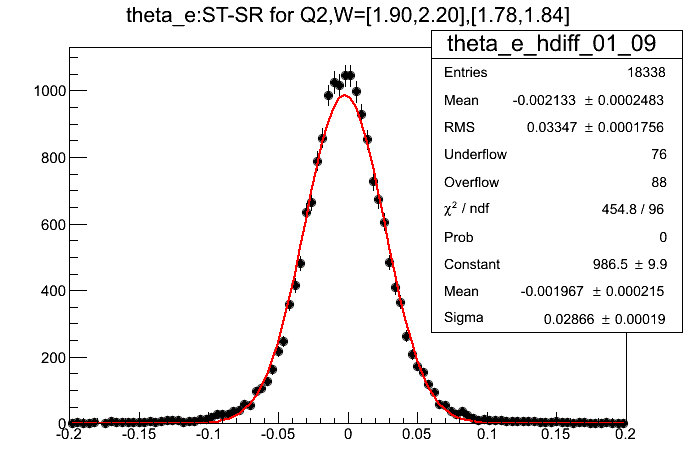 theta_e:ST-SR for Q2,W=[1.90,2.20],[1.78,1.84]
theta_e_hdiff_01_09
Entries 18338
Mean -0.002133 ± 0.0002483
RMS 0.03347 ± 0.0001756
Underflow 76
Overflow 88
χ² / ndf 454.8 / 96
Prob 0
Constant 986.5 ± 9.9
Mean -0.001967 ± 0.000215
Sigma 0.02866 ± 0.00019
1000
800
600
400
200
0
-0.2 -0.15 -0.1 -0.05 0 0.05 0.1 0.15 0.2